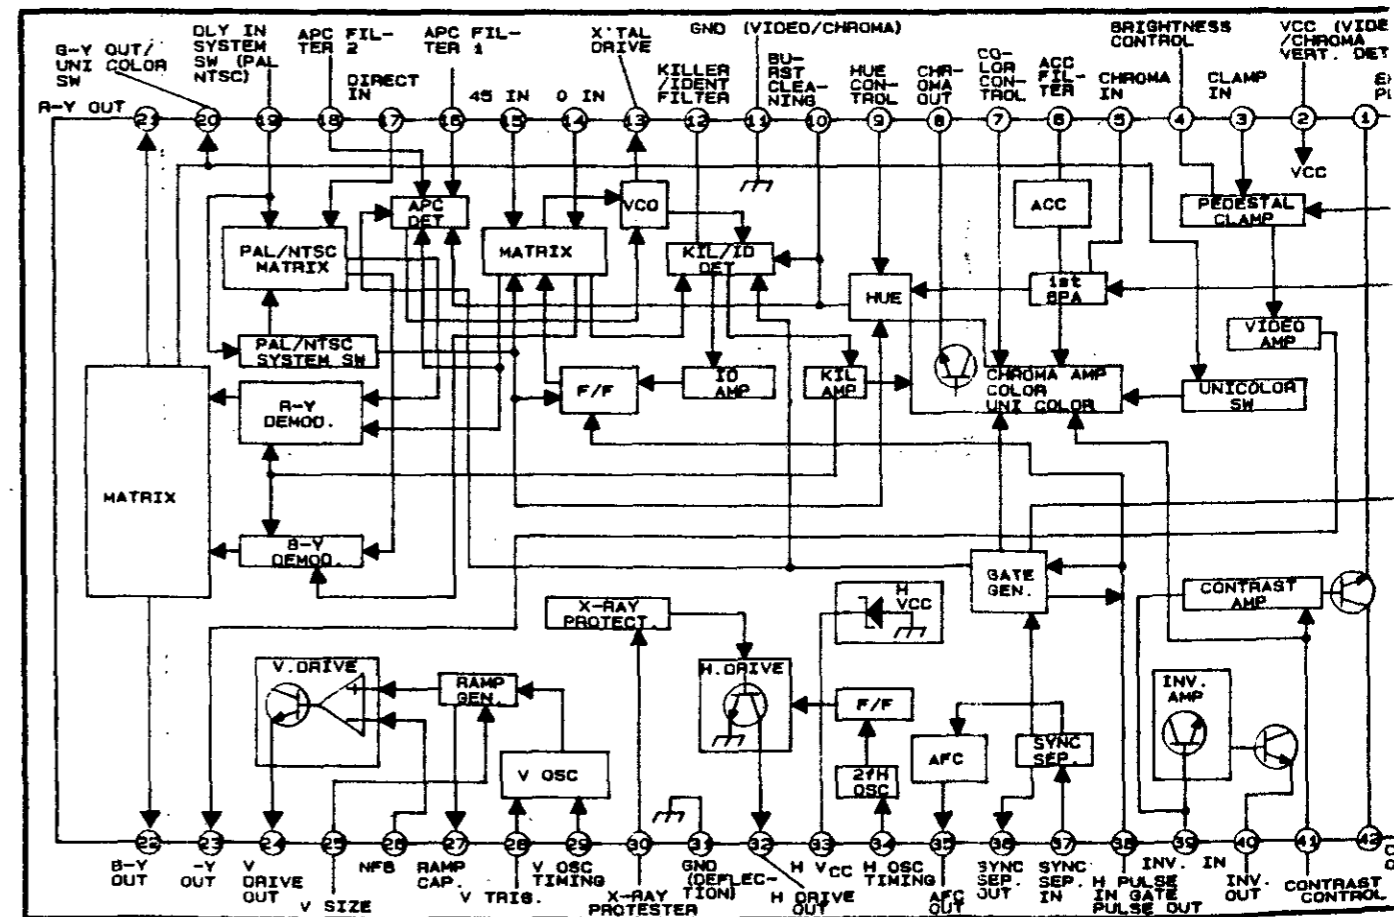 G-Y OUT/
UNI COLOR
SW
DLY IN
SYSTEM
SW (PAL
NTSC)
APC FIL-
TER 2
DIRECT
IN
APC FIL-
TER 1
45 IN
0 IN
X'TAL
DRIVE
KILLER
/IDENT
FILTER
GND (VIDEO/CHROMA)
BU-
RST
CLEA-
NING
HUE
CON-
TROL
CHR-
OMA
OUT
CO-
LOR
CON-
TROL
ACC
FIL-
TER
CHROMA
IN
BRIGHTNESS
CONTROL
CLAMP
IN
VCC (VIDE
/CHROMA
VERT. DET
R-Y OUT
21
20
19
18
17
16
15
14
13
12
11
10
9
8
7
6
5
4
3
2
1
VCC
APC
DET
VCO
ACC
PEDESTAL
CLAMP
PAL/NTSC
MATRIX
MATRIX
KIL/ID
DET
HUE
1st
BPA
VIDEO
AMP
PAL/NTSC
SYSTEM SW
F/F
ID
AMP
KIL
AMP
CHROMA AMP
COLOR
UNI COLOR
UNICOLOR
SW
R-Y
DEMOD.
MATRIX
B-Y
DEMOD.
GATE
GEN.
H
VCC
CONTRAST
AMP
X-RAY
PROTECT.
V.DRIVE
RAMP
GEN.
H.DRIVE
F/F
INV.
AMP
V OSC
2fH
OSC
AFC
SYNC
SEP.
22
23
24
25
26
27
28
29
30
31
32
33
34
35
36
37
38
39
40
41
42
B-Y
OUT
-Y OUT
V
DRIVE
OUT
V SIZE
NFB
RAMP
CAP.
V TRIG.
V OSC
TIMING
X-RAY
PROTESTER
GND
(DEFLEC-
TION)
H DRIVE
OUT
H VCC
H OSC
TIMING
AFC
OUT
SYNC
SEP.
OUT
SYNC
SEP.
IN
H PULSE
IN GATE
PULSE OUT
INV. IN
INV.
OUT
CONTRAST
CONTROL